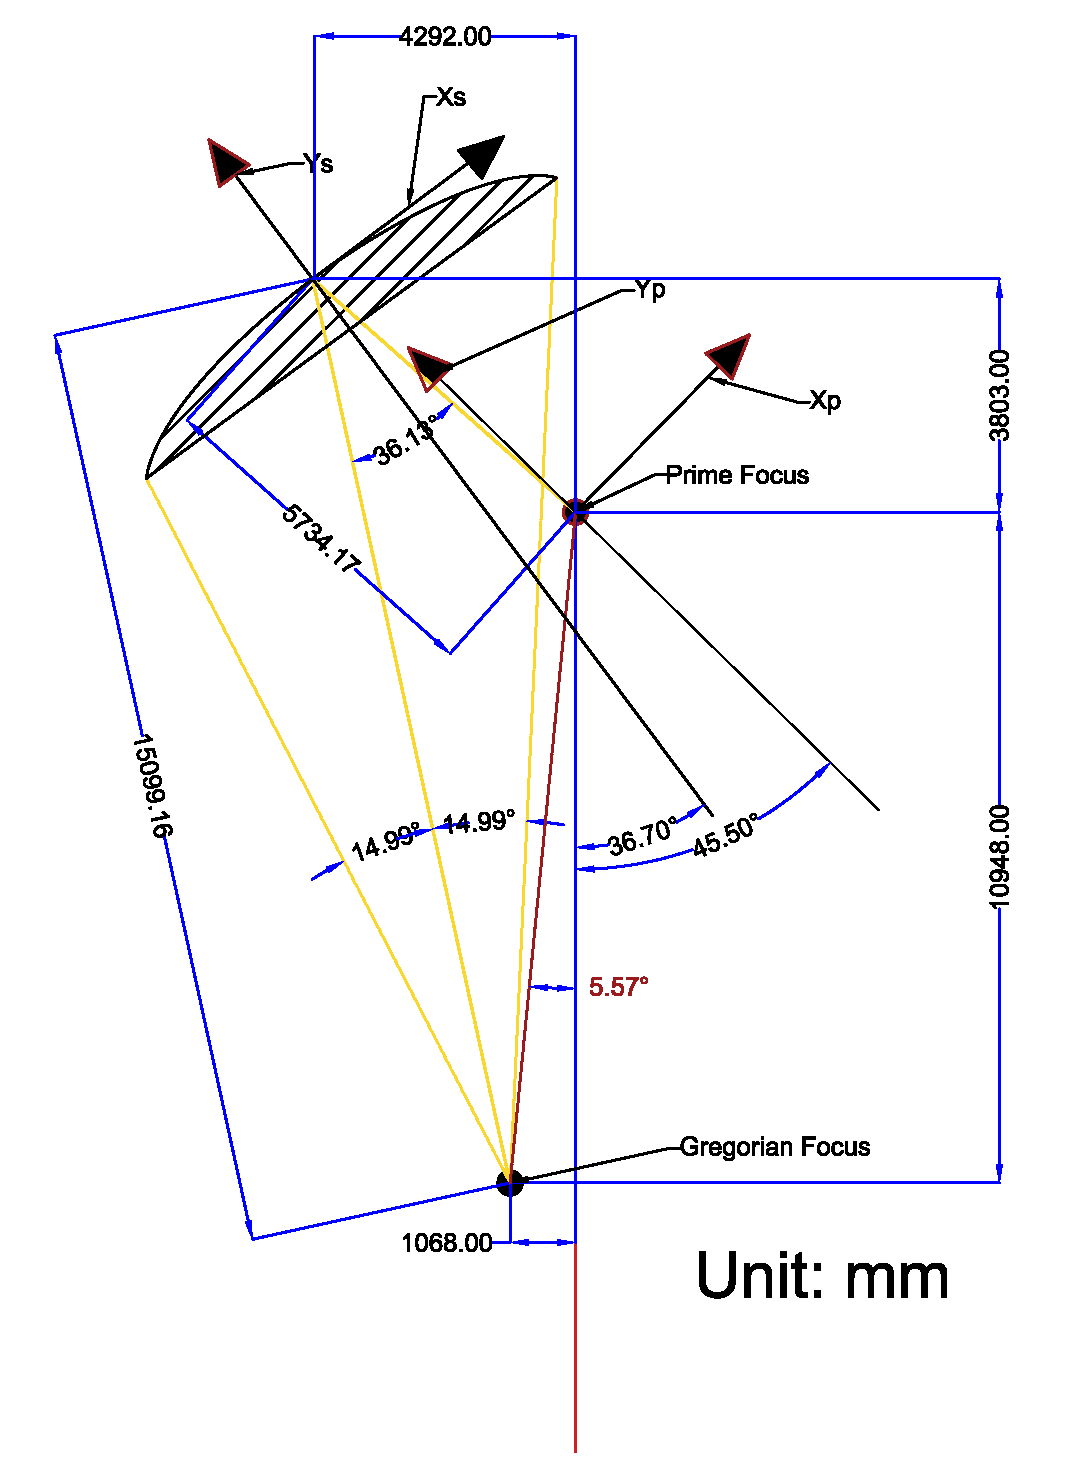 4292.00
Xs
Ys
Yp
3803.00
Xp
36.13°
Prime Focus
5734.17
15099.16
14.99°
14.99°
36.70°
45.50°
10948.00
5.57°
Gregorian Focus
1068.00
Unit: mm